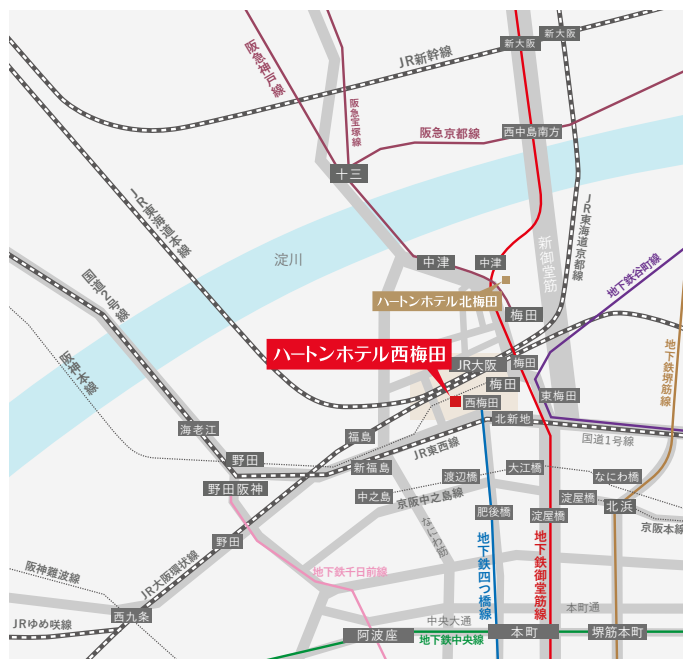 新大阪
新大阪
JR新幹線
阪急神戸線
阪急宝塚線
阪急京都線
西中島南方
十三
JR東海道本線
JR東海道京都線
新御堂筋
淀川
中津
中津
地下鉄谷町線
国道2号線
ハートンホテル北梅田
梅田
阪神本線
ハートンホテル西梅田
JR大阪
梅田
地下鉄堺筋線
梅田
東梅田
西梅田
北新地
海老江
福島
国道1号線
JR東西線
野田
新福島
大江橋
渡辺橋
なにわ橋
野田阪神
中之島
京阪中之島線
淀屋橋
北浜
肥後橋
淀屋橋
京阪本線
なにわ筋
野田
地下鉄四つ橋線
地下鉄御堂筋線
阪神難波線
JR大阪環状線
地下鉄千日前線
西九条
本町通
JRゆめ咲線
中央大通
阿波座
地下鉄中央線
本町
堺筋本町